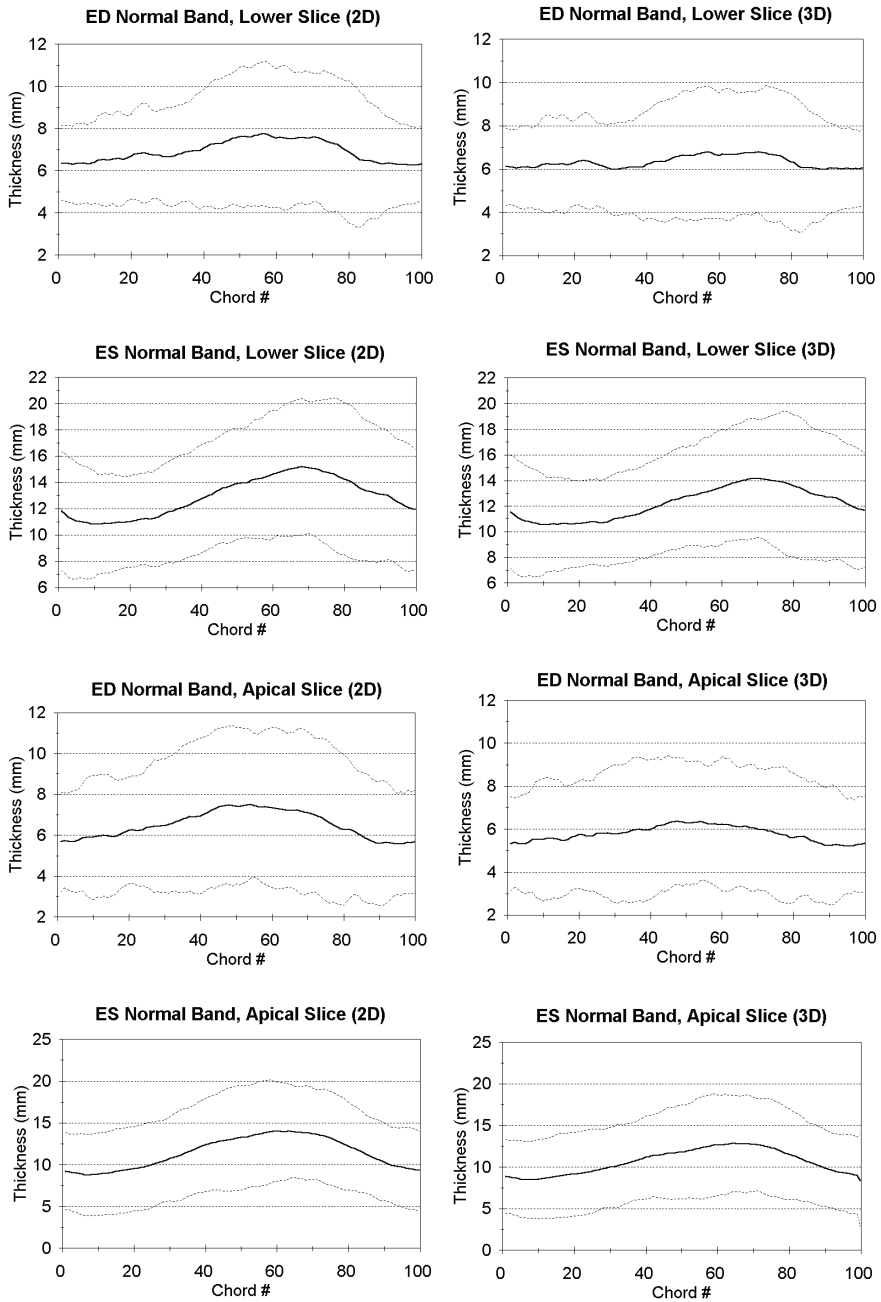 ED Normal Band, Lower Slice (2D)
12
10
8
6
4
2
Thickness (mm)
0 20 40 60 80 100
Chord #
ED Normal Band, Lower Slice (3D)
12
10
8
6
4
2
Thickness (mm)
0 20 40 60 80 100
Chord #
ES Normal Band, Lower Slice (2D)
22
20
18
16
14
12
10
8
6
Thickness (mm)
0 20 40 60 80 100
Chord #
ES Normal Band, Lower Slice (3D)
22
20
18
16
14
12
10
8
6
Thickness (mm)
0 20 40 60 80 100
Chord #
ED Normal Band, Apical Slice (2D)
12
10
8
6
4
2
Thickness (mm)
0 20 40 60 80 100
Chord #
ED Normal Band, Apical Slice (3D)
12
10
8
6
4
2
Thickness (mm)
0 20 40 60 80 100
Chord #
ES Normal Band, Apical Slice (2D)
25
20
15
10
5
0
Thickness (mm)
0 20 40 60 80 100
Chord #
ES Normal Band, Apical Slice (3D)
25
20
15
10
5
0
Thickness (mm)
0 20 40 60 80 100
Chord #